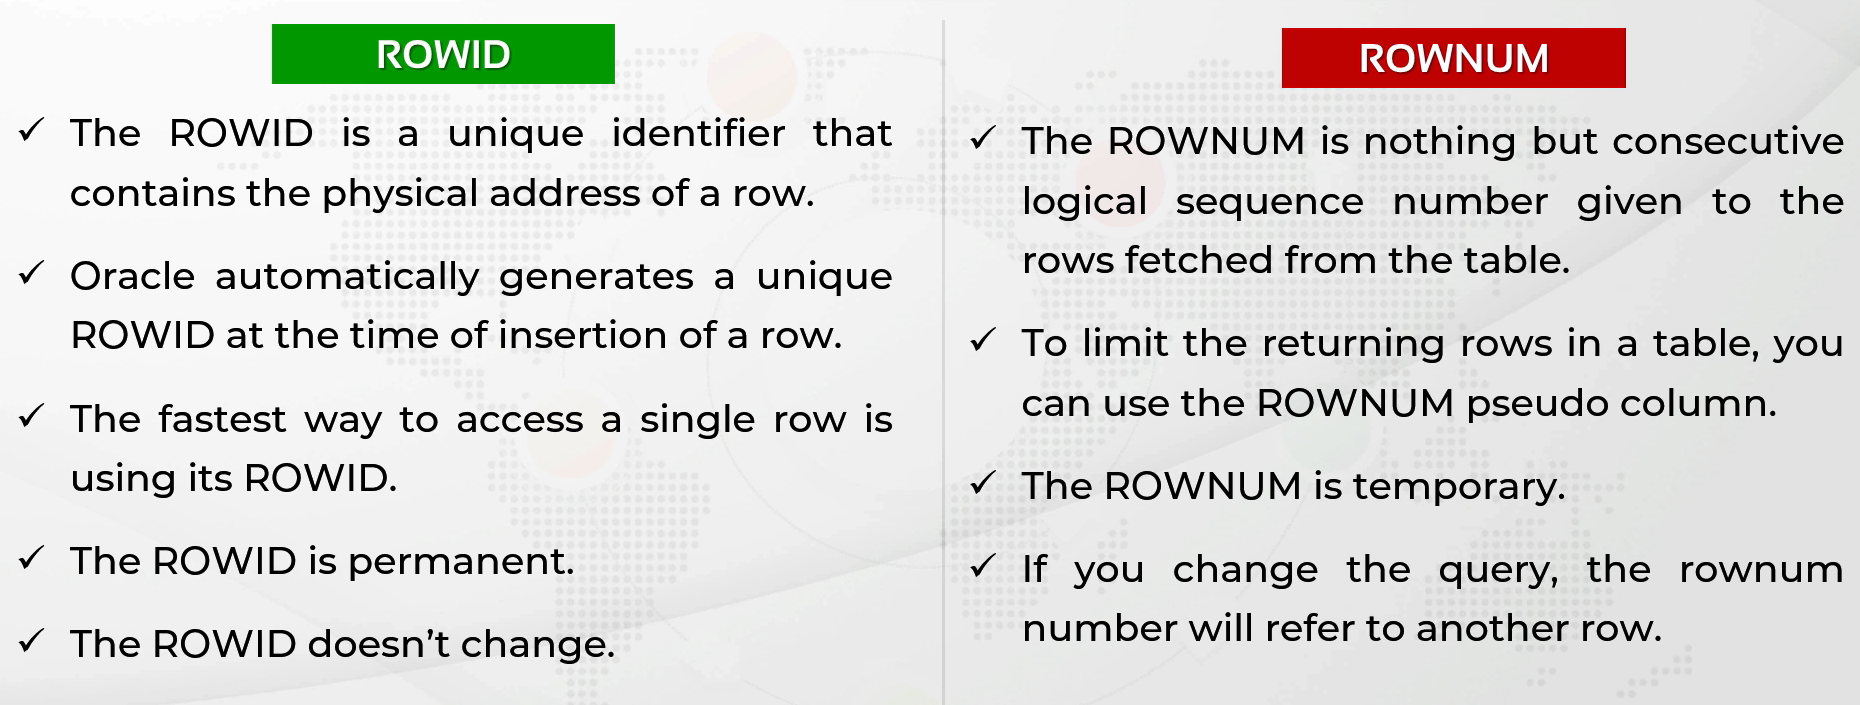 ROWID
✓ The ROWID is a unique identifier that
contains the physical address of a row.
✓ Oracle automatically generates a unique
ROWID at the time of insertion of a row.
✓ The fastest way to access a single row is
using its ROWID.
✓ The ROWID is permanent.
✓ The ROWID doesn’t change.
ROWNUM
✓ The ROWNUM is nothing but consecutive
logical sequence number given to the
rows fetched from the table.
✓ To limit the returning rows in a table, you
can use the ROWNUM pseudo column.
✓ The ROWNUM is temporary.
✓ If you change the query, the rownum
number will refer to another row.